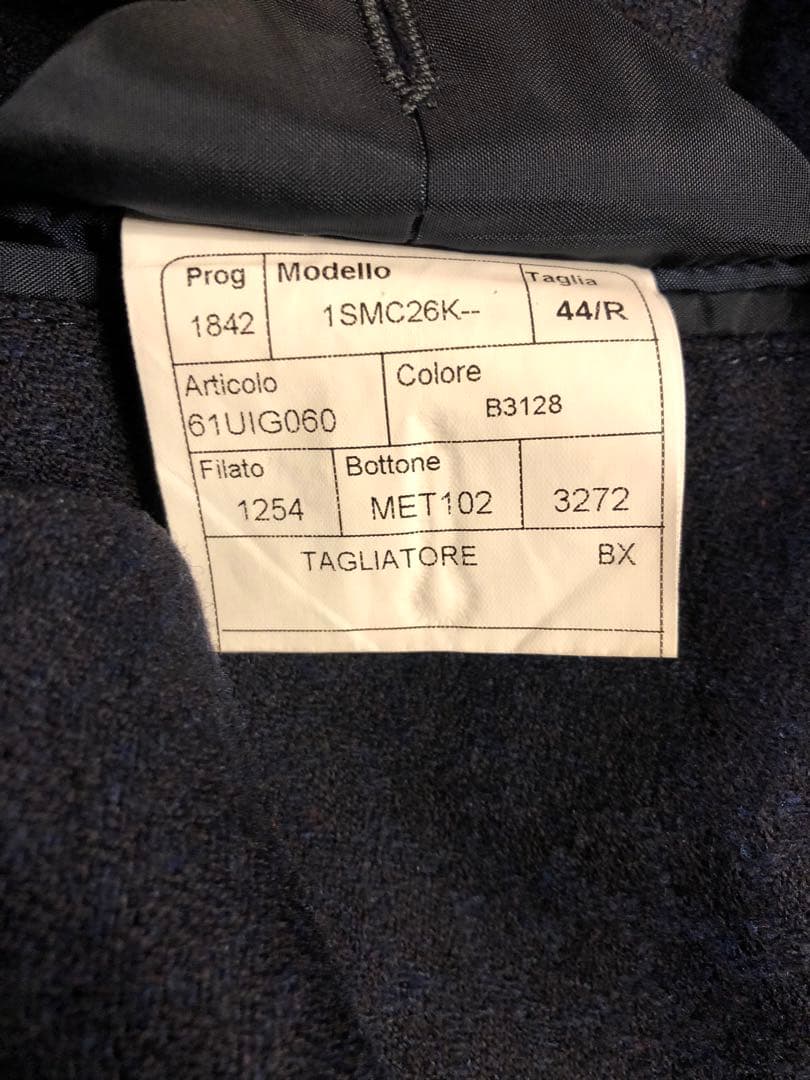 Prog Modello Taglia
1842 1SMC26K-- 44/R
Articolo Colore
61UIG060 B3128
Filato Bottone
1254 MET102 3272
TAGLIATORE BX